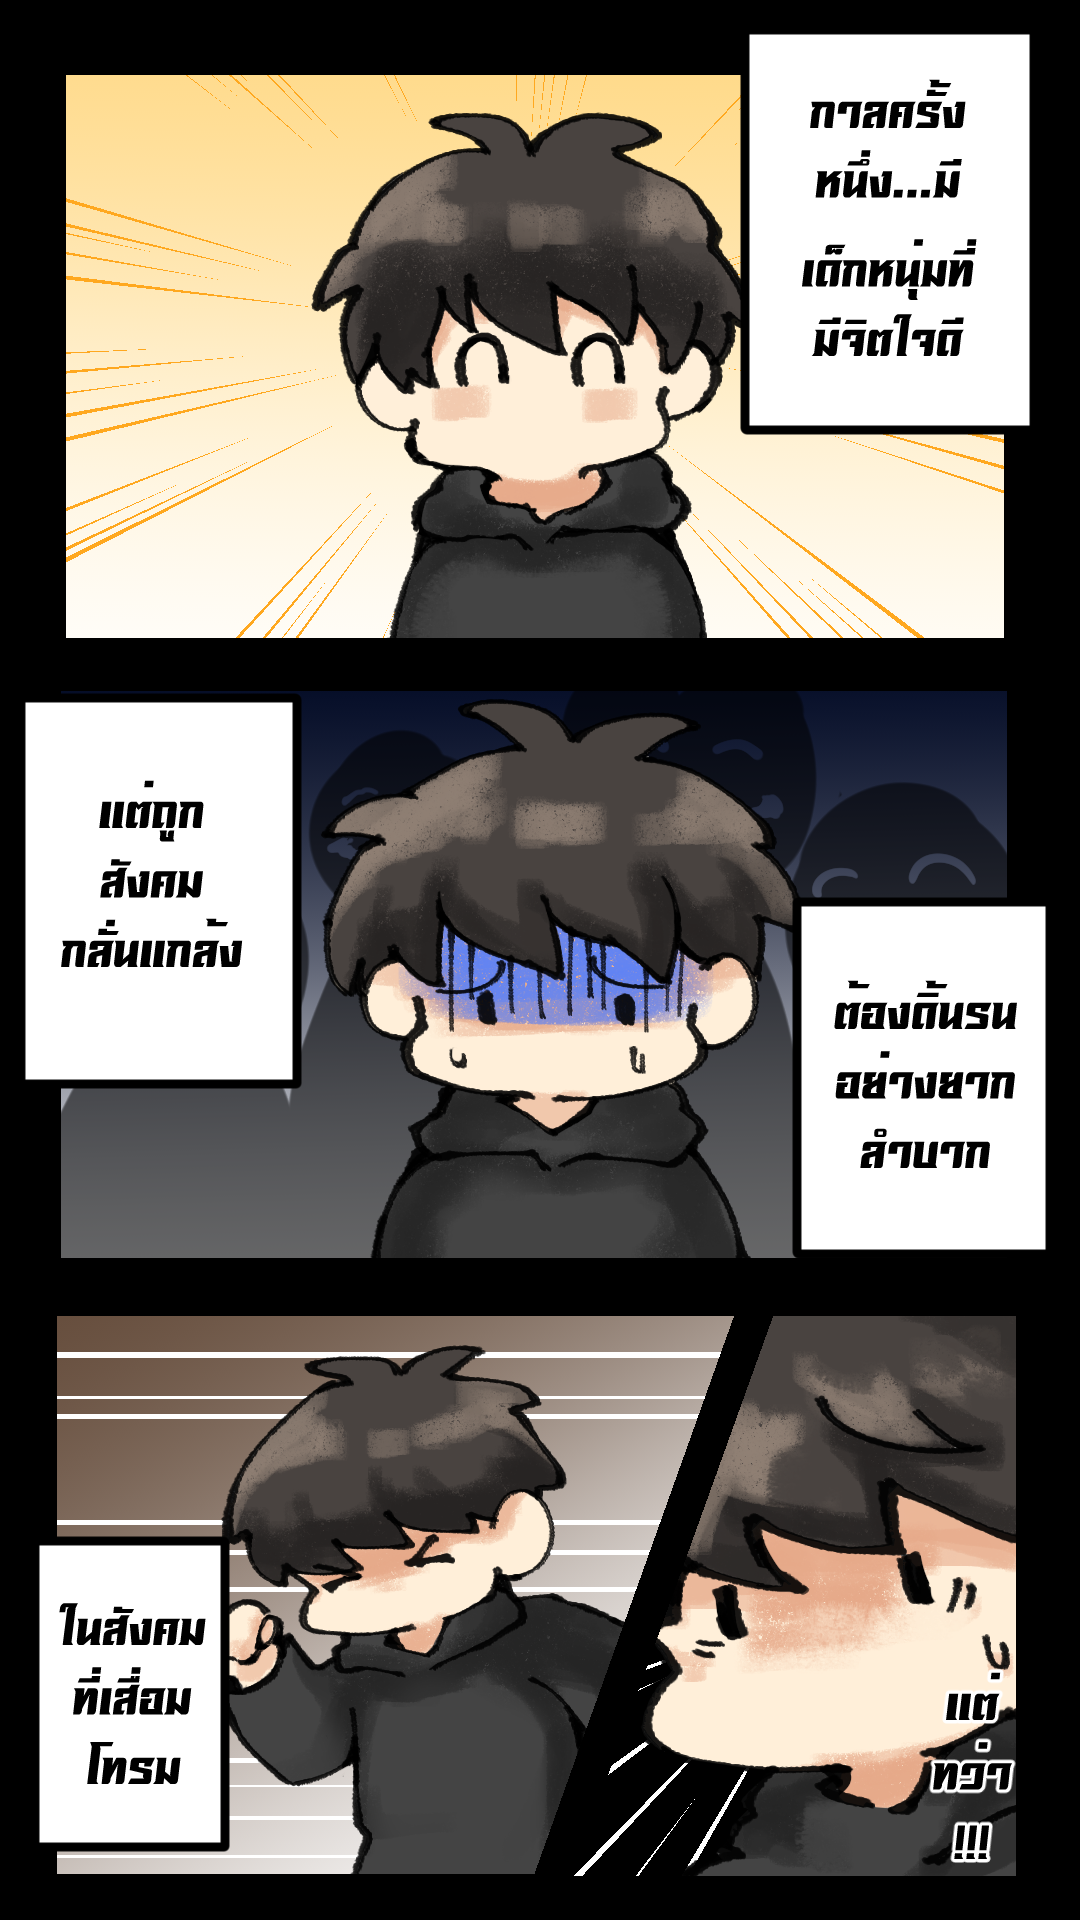 กาลครั้ง
หนึ่ง...มี
เด็กหนุ่มที่
มีจิตใจดี
แต่ถูก
สังคม
กลั่นแกล้ง
ต้องดิ้นรน
อย่างยาก
ลำบาก
ในสังคม
ที่เสื่อม
โทรม
แต่
ทว่า
!!!